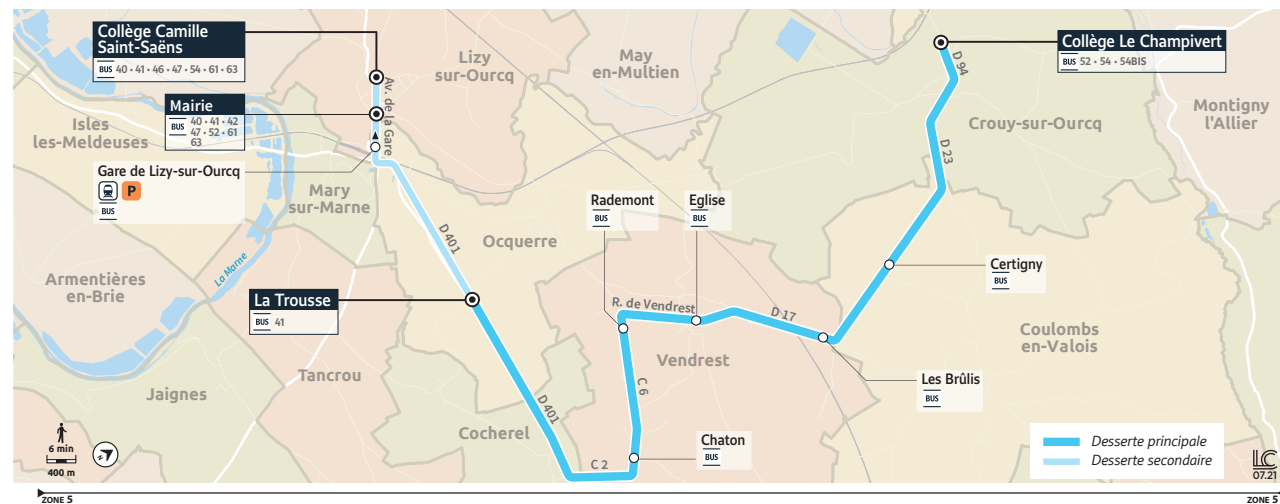 Collège Camille
Saint-Saëns
BUS 40 • 41 • 46 • 47 • 54 • 61 • 63
Mairie
BUS 40 • 41 • 42
47 • 52 • 61
63
Gare de Lizy-sur-Ourcq
P
BUS
Isles
les-Meldeuses
Av. de la Gare
Lizy
sur-Ourcq
May
en-Multien
Collège Le Champivert
BUS 52 • 54 • 54BIS
D 94
Crouy-sur-Ourcq
Montigny
l'Allier
D 23
Mary
sur-Marne
D 401
Ocquerre
Rademont
BUS
Eglise
BUS
Certigny
BUS
Armentières
en-Brie
La Marne
La Trousse
BUS 41
R. de Vendrest
D 17
Coulombs
en-Valois
Vendrest
Tancrou
Jaignes
C 6
Les Brûlis
BUS
D 401
Cocherel
Chaton
BUS
C 2
6 min
400 m
Desserte principale
Desserte secondaire
LC
07.21
ZONE 5
ZONE 5